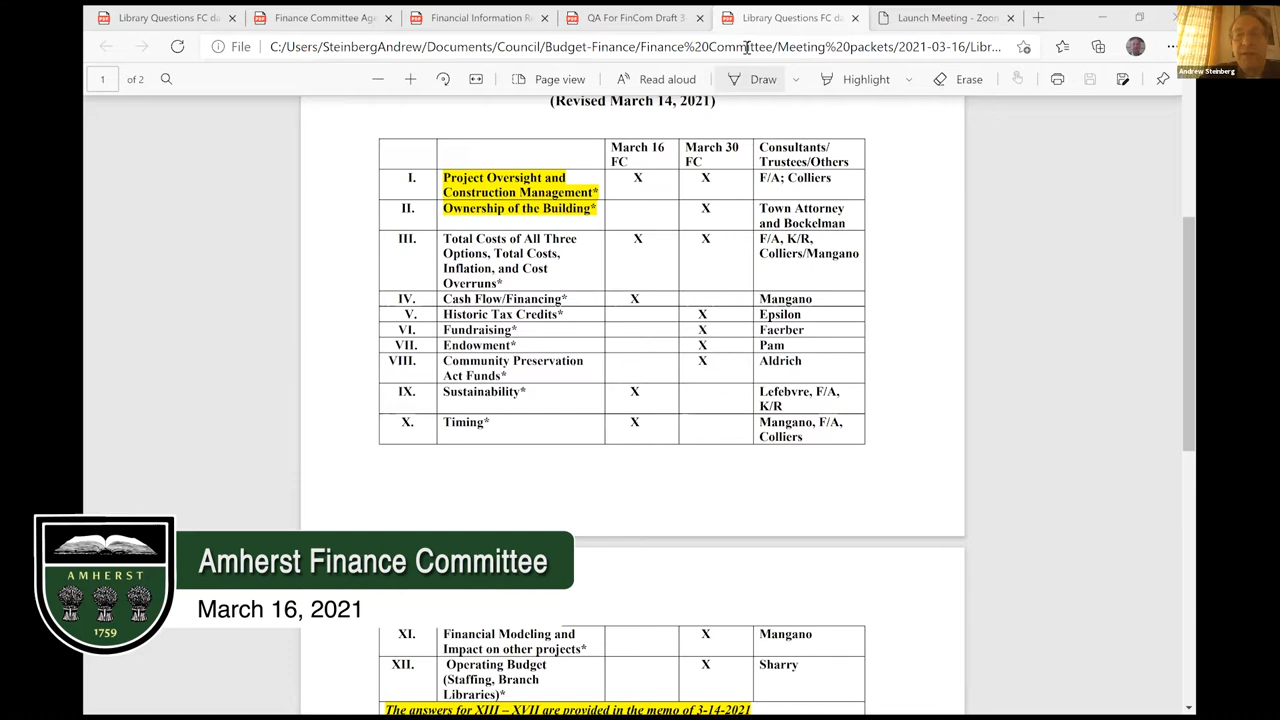 Library Questions FC da
Finance Committee Age
Financial Information R
QA For FinCom Draft 3-
Library Questions FC da
Launch Meeting - Zoom
File
C:/Users/SteinbergAndrew/Documents/Council/Budget-Finance/Finance%20Committee/Meeting%20packets/2021-03-16/Libr...
1 of 2
Page view
Read aloud
Draw
Highlight
Erase
Andrew Steinberg
(Revised March 14, 2021)
March 16 FC
March 30 FC
Consultants/ Trustees/Others
I. Project Oversight and Construction Management* X X F/A; Colliers
II. Ownership of the Building* X Town Attorney and Bockelman
III. Total Costs of All Three Options, Total Costs, Inflation, and Cost Overruns* X X F/A, K/R, Colliers/Mangano
IV. Cash Flow/Financing* X Mangano
V. Historic Tax Credits* X Epsilon
VI. Fundraising* X Faerber
VII. Endowment* X Pam
VIII. Community Preservation Act Funds* X Aldrich
IX. Sustainability* X Lefebvre, F/A, K/R
X. Timing* X Mangano, F/A, Colliers
AMHERST
1759
Amherst Finance Committee
March 16, 2021
XI. Financial Modeling and Impact on other projects* X Mangano
XII. Operating Budget (Staffing, Branch Libraries)* X Sharry
The answers for XIII – XVII are provided in the memo of 3-14-2021